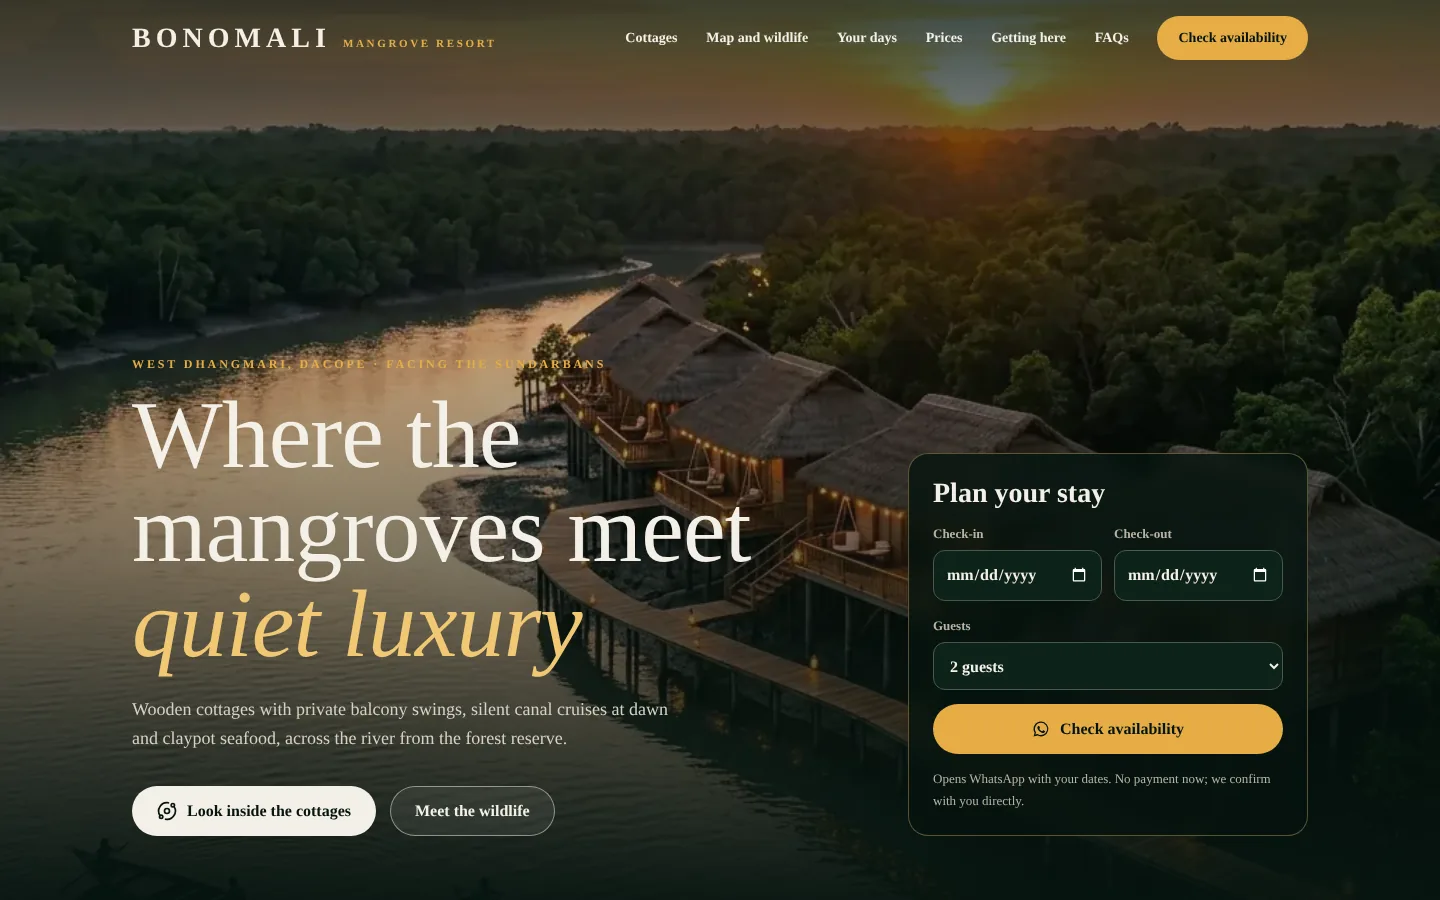 BONOMALI MANGROVE RESORT
Cottages Map and wildlife Your days Prices Getting here FAQs Check availability
WEST DHANGMARI, DACOPE · FACING THE SUNDARBANS
Where the
mangroves meet
quiet luxury
Wooden cottages with private balcony swings, silent canal cruises at dawn
and claypot seafood, across the river from the forest reserve.
Look inside the cottages Meet the wildlife
Plan your stay
Check-in Check-out
mm/dd/yyyy mm/dd/yyyy
Guests
2 guests
Check availability
Opens WhatsApp with your dates. No payment now; we confirm
with you directly.